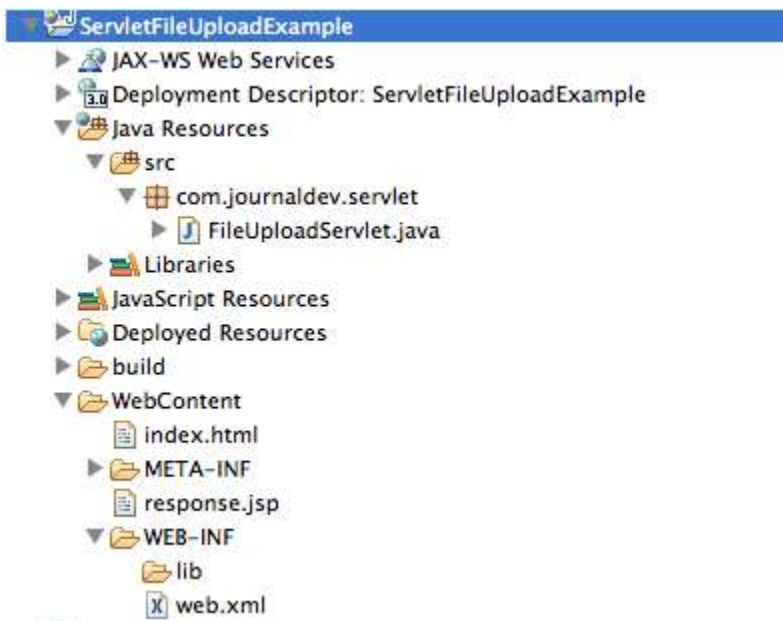 ServletFileUploadExample
JAX-WS Web Services
3.0 Deployment Descriptor: ServletFileUploadExample
Java Resources
src
com.journaldev.servlet
J FileUploadServlet.java
Libraries
JavaScript Resources
Deployed Resources
build
WebContent
index.html
META-INF
response.jsp
WEB-INF
lib
X web.xml